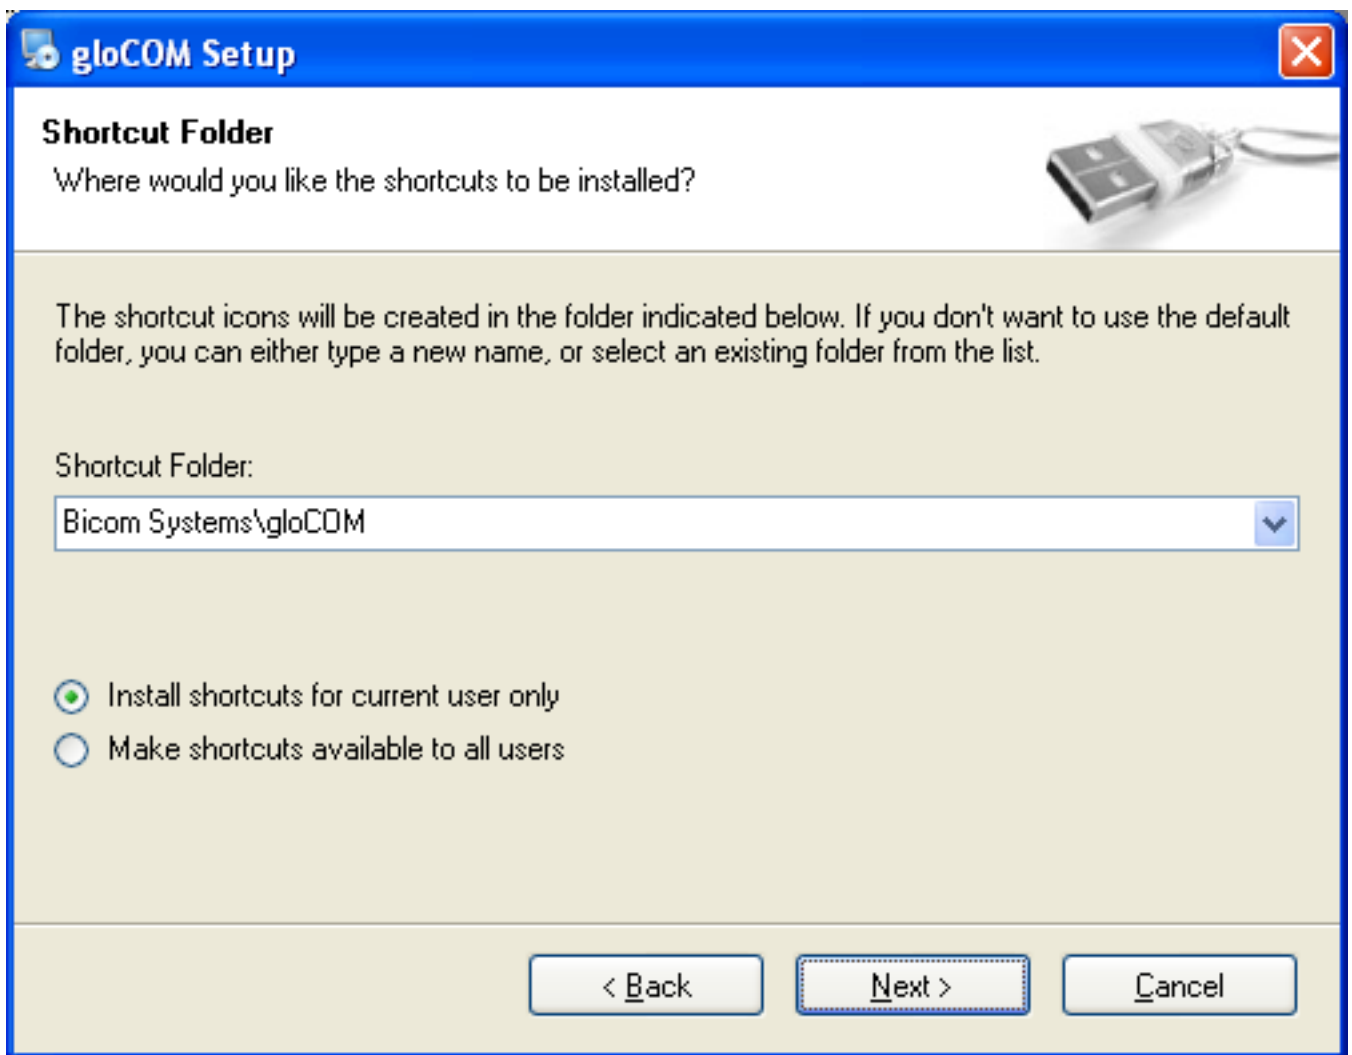 gloCOM Setup
Shortcut Folder
Where would you like the shortcuts to be installed?
The shortcut icons will be created in the folder indicated below. If you don't want to use the default
folder, you can either type a new name, or select an existing folder from the list.
Shortcut Folder:
Bicom Systems\gloCOM
Install shortcuts for current user only
Make shortcuts available to all users
< Back
Next >
Cancel